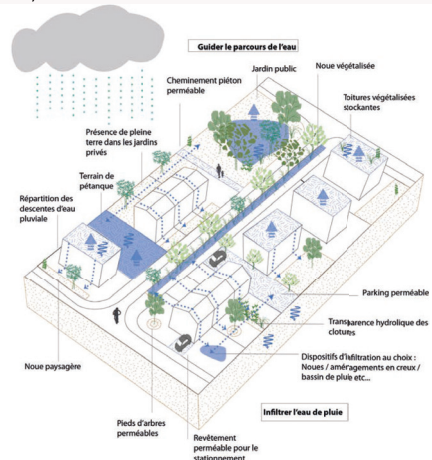 Guider le parcours de l'eau
Jardin public
Noue végétalisée
Cheminement piéton
perméable
Toitures végétalisées
stockantes
Présence de pleine
terre dans les jardins
privés
Terrain de
pétanque
Répartition des
descentes d'eau
pluviale
Parking perméable
Transparence hydrolique des
clotures
Dispositifs d'infiltration au choix :
Noues / aménagements en creux /
bassin de pluie etc...
Noue paysagère
Infiltrer l'eau de pluie
Pieds d'arbres
perméables
Revêtement
perméable pour le
stationnement